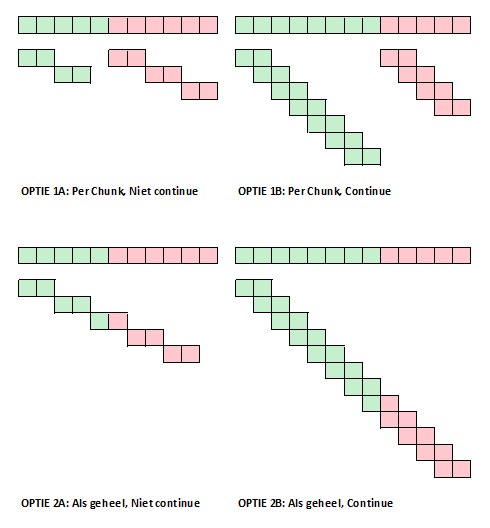 OPTIE 1A: Per Chunk, Niet continue
OPTIE 1B: Per Chunk, Continue
OPTIE 2A: Als geheel, Niet continue
OPTIE 2B: Als geheel, Continue